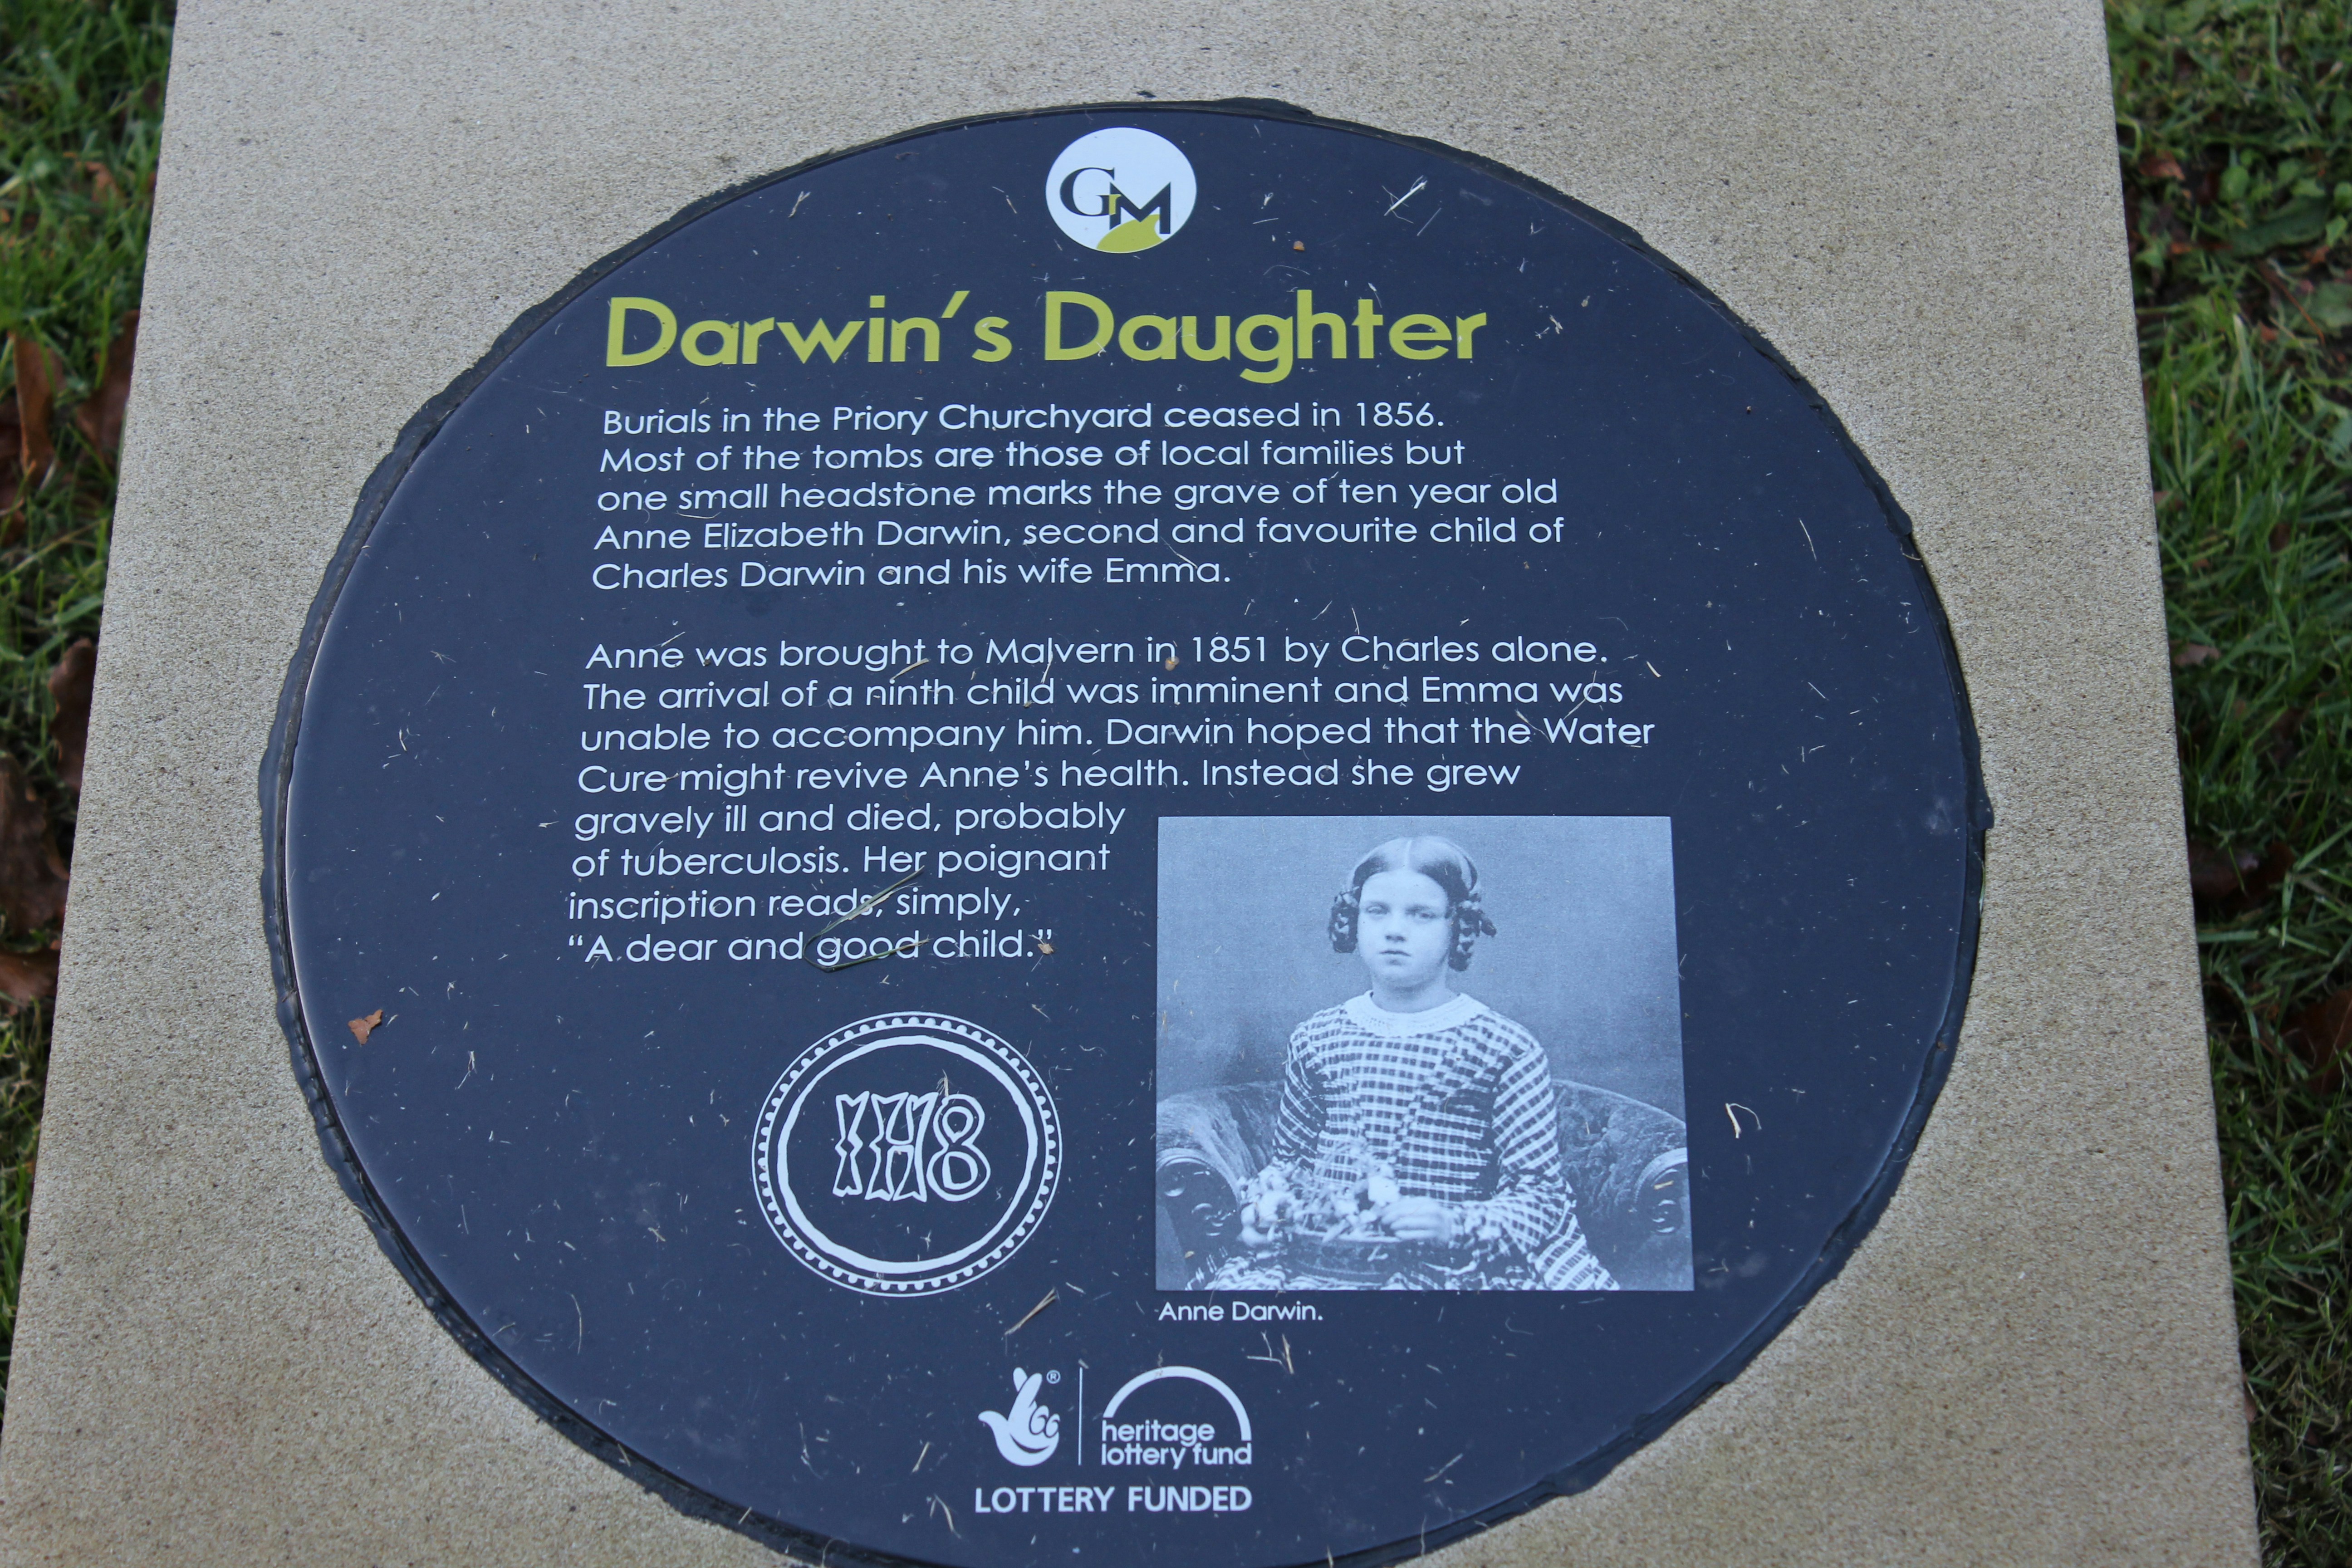 GtM
Darwin's Daughter
Burials in the Priory Churchyard ceased in 1856.
Most of the tombs are those of local families but
one small headstone marks the grave of ten year old
Anne Elizabeth Darwin, second and favourite child of
Charles Darwin and his wife Emma.
Anne was brought to Malvern in 1851 by Charles alone.
The arrival of a ninth child was imminent and Emma was
unable to accompany him. Darwin hoped that the Water
Cure might revive Anne's health. Instead she grew
gravely ill and died, probably
of tuberculosis. Her poignant
inscription reads, simply,
“A dear and good child.”
IH8
Anne Darwin.
®
heritage
lottery fund
LOTTERY FUNDED